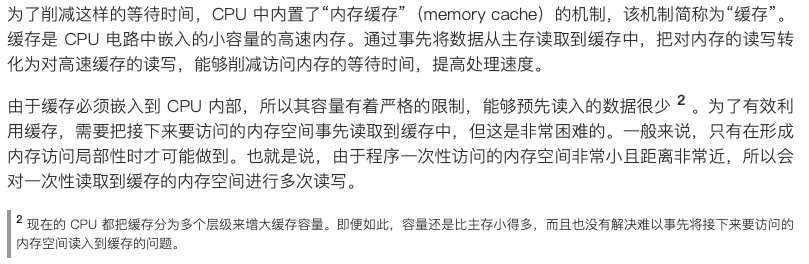 为了削减这样的等待时间，CPU 中内置了“内存缓存”（memory cache）的机制，该机制简称为“缓存”。
缓存是 CPU 电路中嵌入的小容量的高速内存。通过事先将数据从主存读取到缓存中，把对内存的读写转
化为对高速缓存的读写，能够削减访问内存的等待时间，提高处理速度。
由于缓存必须嵌入到 CPU 内部，所以其容量有着严格的限制，能够预先读入的数据很少 2 。为了有效利
用缓存，需要把接下来要访问的内存空间事先读取到缓存中，但这是非常困难的。一般来说，只有在形成
内存访问局部性时才可能做到。也就是说，由于程序一次性访问的内存空间非常小且距离非常近，所以会
对一次性读取到缓存的内存空间进行多次读写。
2 现在的 CPU 都把缓存分为多个层级来增大缓存容量。即便如此，容量还是比主存小得多，而且也没有解决难以事先将接下来要访问的
内存空间读入到缓存的问题。